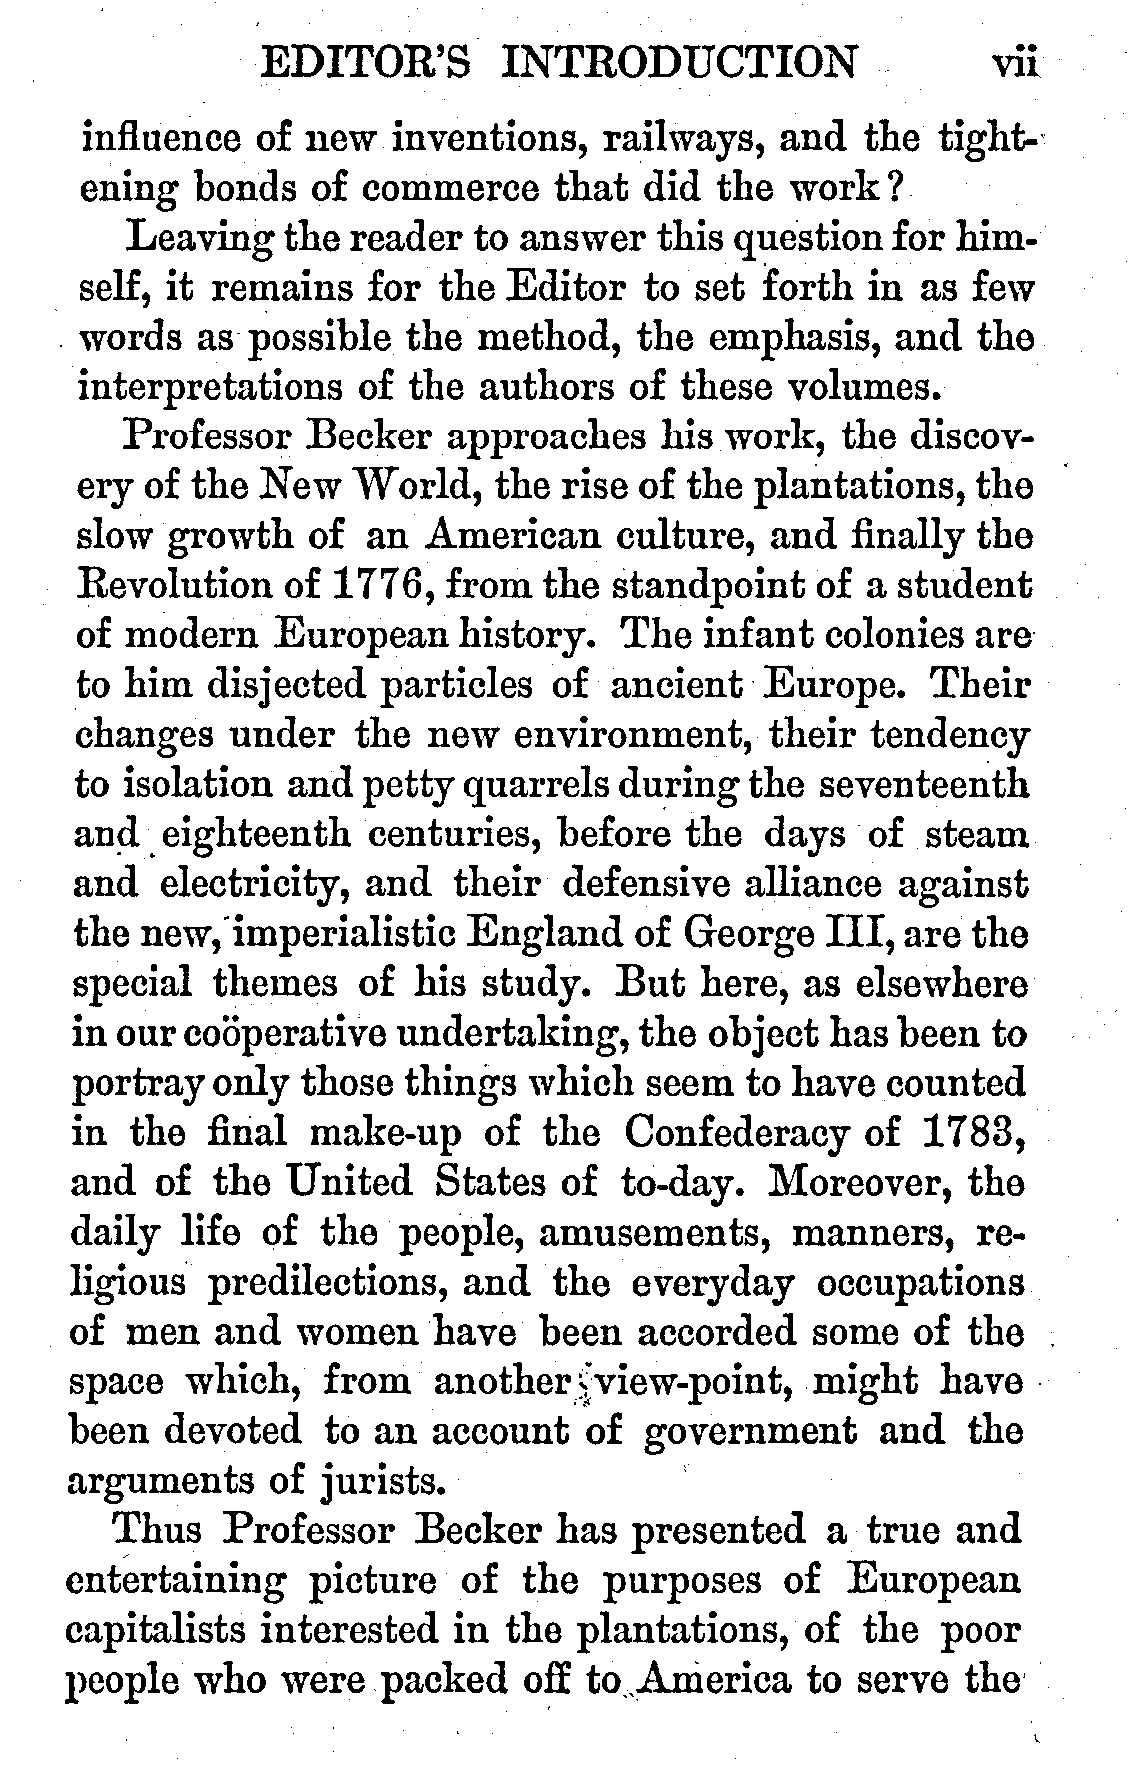 EDITOR'S INTRODUCTION vii
influence of new inventions, railways, and the tight-
ening bonds of commerce that did the work?
Leaving the reader to answer this question for him-
self, it remains for the Editor to set forth in as few
words as possible the method, the emphasis, and the
interpretations of the authors of these volumes.
Professor Becker approaches his work, the discov-
ery of the New World, the rise of the plantations, the
slow growth of an American culture, and finally the
Revolution of 1776, from the standpoint of a student
of modern European history. The infant colonies are
to him disjected particles of ancient Europe. Their
changes under the new environment, their tendency
to isolation and petty quarrels during the seventeenth
and eighteenth centuries, before the days of steam
and electricity, and their defensive alliance against
the new, imperialistic England of George III, are the
special themes of his study. But here, as elsewhere
in our coöperative undertaking, the object has been to
portray only those things which seem to have counted
in the final make-up of the Confederacy of 1783,
and of the United States of to-day. Moreover, the
daily life of the people, amusements, manners, re-
ligious predilections, and the everyday occupations
of men and women have been accorded some of the
space which, from another view-point, might have
been devoted to an account of government and the
arguments of jurists.
Thus Professor Becker has presented a true and
entertaining picture of the purposes of European
capitalists interested in the plantations, of the poor
people who were packed off to America to serve the